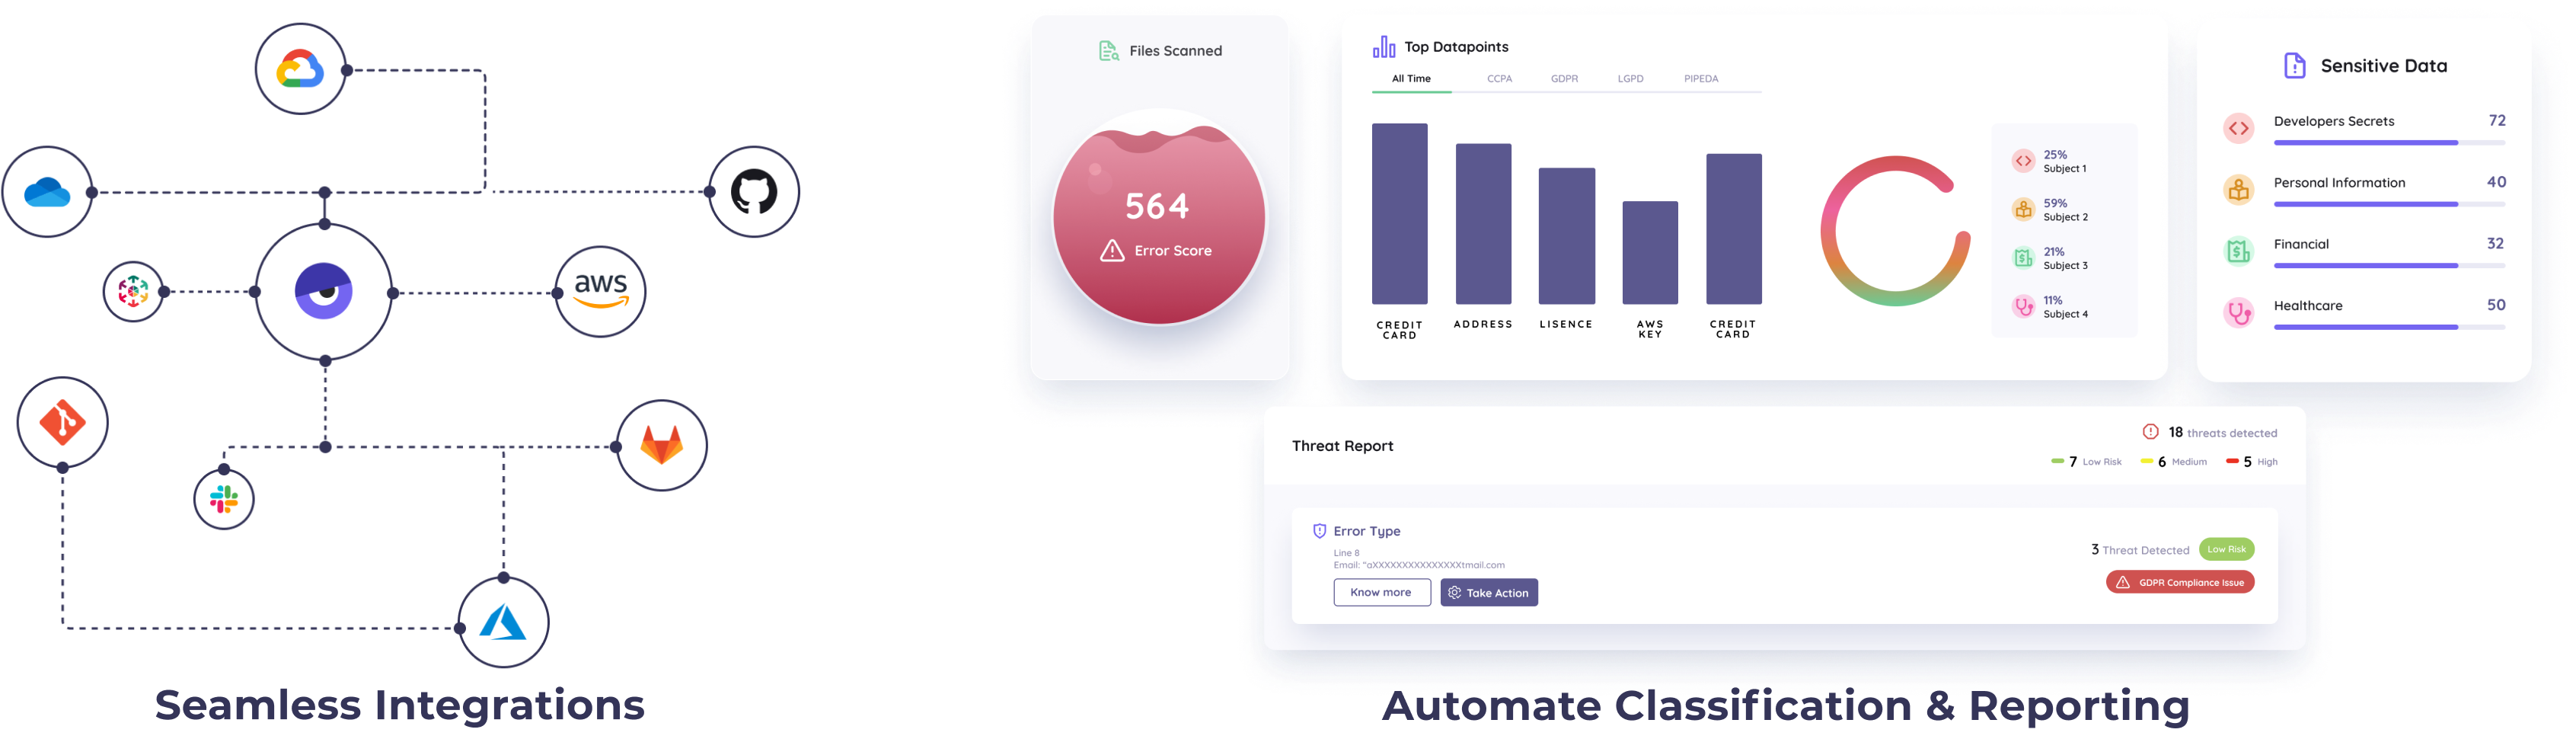 aws
Seamless Integrations
Files Scanned
564
Error Score
Top Datapoints
All Time CCPA GDPR LGPD PIPEDA
CREDIT
CARD
ADDRESS
LISENCE
AWS
KEY
CREDIT
CARD
25%
Subject 1
59%
Subject 2
21%
Subject 3
11%
Subject 4
Sensitive Data
Developers Secrets 72
Personal Information 40
Financial 32
Healthcare 50
Threat Report
18 threats detected
7 Low Risk 6 Medium 5 High
Error Type
Line 8
Email: "aXXXXXXXXXXXXXXXtmail.com
Know more
Take Action
3 Threat Detected Low Risk
GDPR Compliance Issue
Automate Classification & Reporting